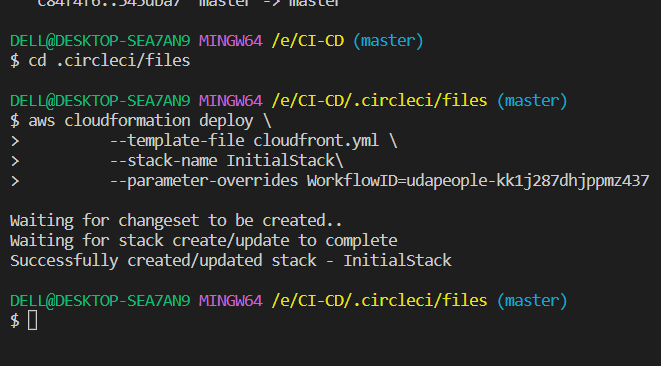 c84f4f6..545dba7  master -> master
DELL@DESKTOP-SEA7AN9 MINGW64 /e/CI-CD (master)
$ cd .circleci/files
DELL@DESKTOP-SEA7AN9 MINGW64 /e/CI-CD/.circleci/files (master)
$ aws cloudformation deploy \
>         --template-file cloudfront.yml \
>         --stack-name InitialStack\
>         --parameter-overrides WorkflowID=udapeople-kk1j287dhjppmz437
Waiting for changeset to be created..
Waiting for stack create/update to complete
Successfully created/updated stack - InitialStack
DELL@DESKTOP-SEA7AN9 MINGW64 /e/CI-CD/.circleci/files (master)
$